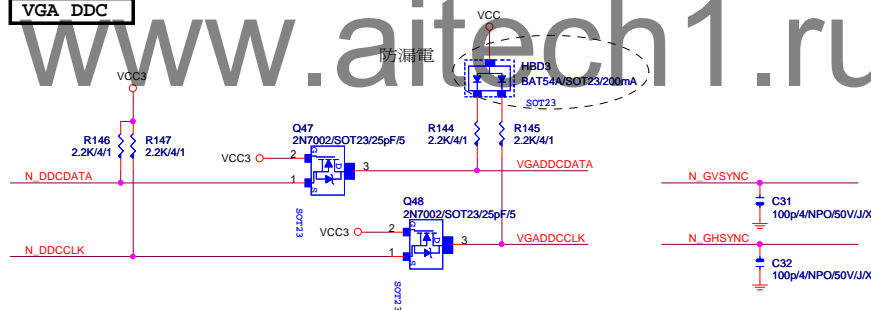 VGA DDC
www.aitech1.ru
VCC
防漏電
HBD3
BAT54A/SOT23/200mA
SOT23
VCC3
R146
2.2K/4/1
R147
2.2K/4/1
Q47
2N7002/SOT23/25pF/5
R144
2.2K/4/1
R145
2.2K/4/1
VCC3
2
G
D
S
3
1
SOT23
N_DDCDATA
VGADDCDATA
N_GVSYNC
C31
100p/4/NPO/50V/J/X
Q48
2N7002/SOT23/25pF/5
VCC3
2
G
D
S
3
1
SOT23
N_DDCCLK
VGADDCCLK
N_GHSYNC
C32
100p/4/NPO/50V/J/X